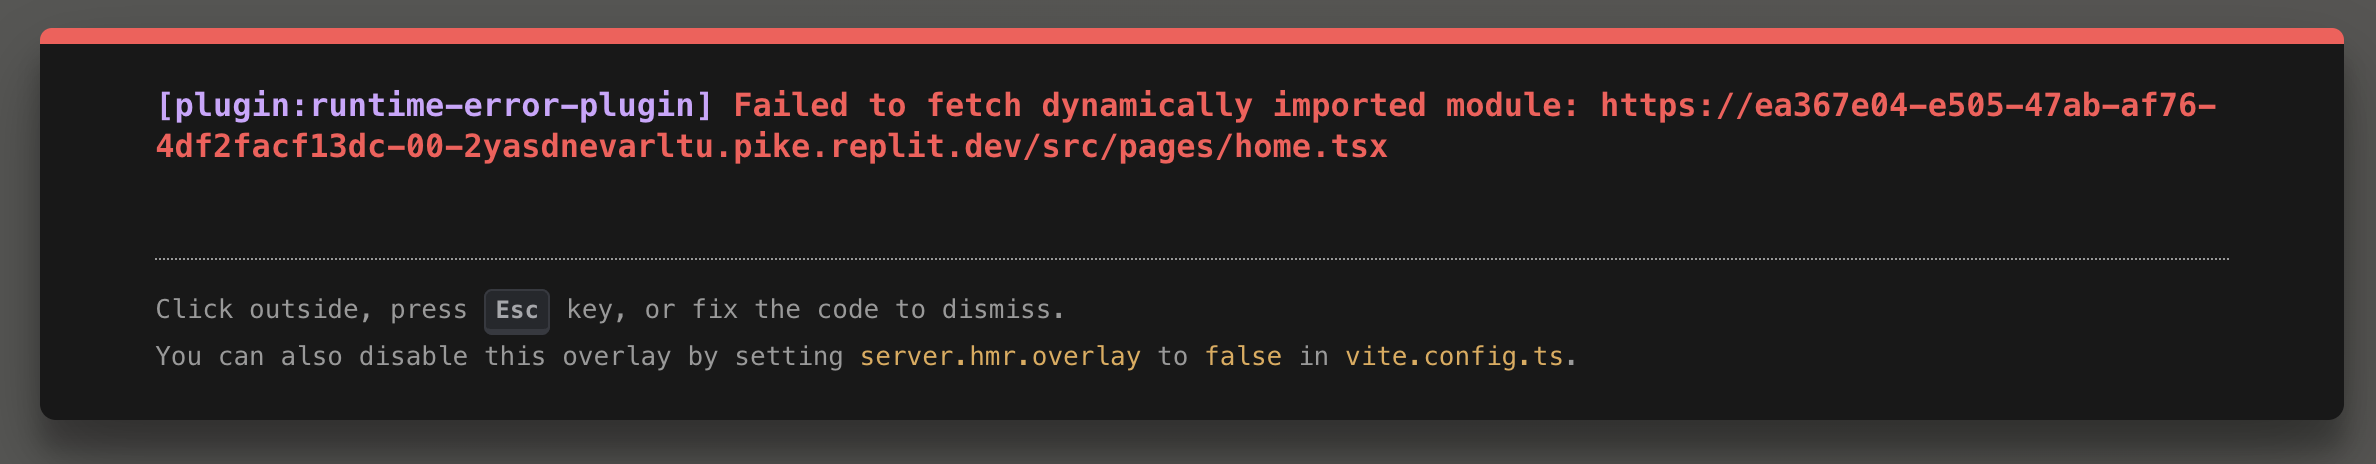 [plugin:runtime-error-plugin] Failed to fetch dynamically imported module: https://ea367e04-e505-47ab-af76-
4df2facf13dc-00-2yasdnevarltu.pike.replit.dev/src/pages/home.tsx
Click outside, press Esc key, or fix the code to dismiss.
You can also disable this overlay by setting server.hmr.overlay to false in vite.config.ts.